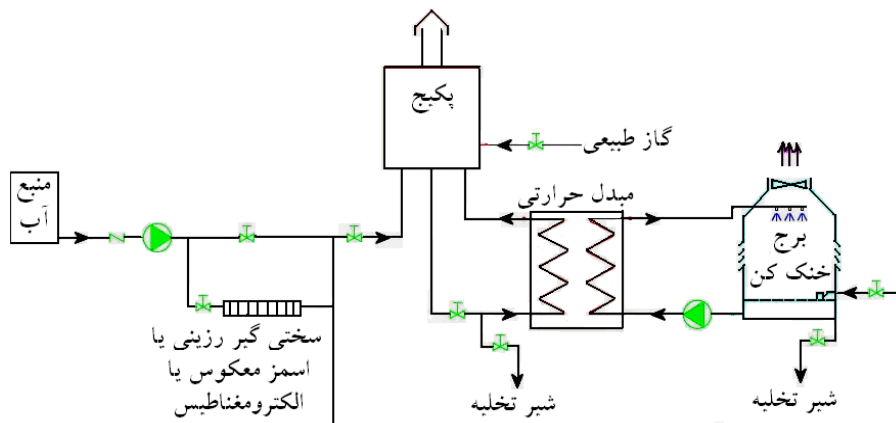 پکیج
گاز طبیعی
منبع
آب
مبدل حرارتی
برج
خنک کن
سختی گیر رزینی یا
اسمز معکوس یا
الکترومغناطیس
شیر تخلیه
شیر تخلیه